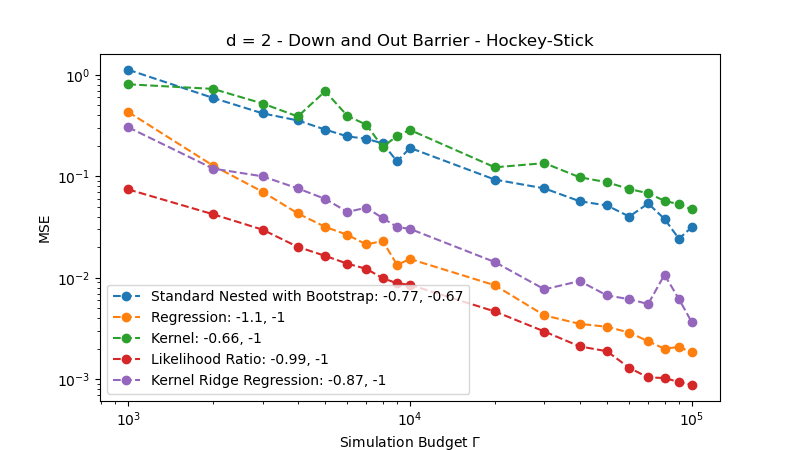 d = 2 - Down and Out Barrier - Hockey-Stick
MSE
10⁰
10⁻¹
10⁻²
10⁻³
Standard Nested with Bootstrap: -0.77, -0.67
Regression: -1.1, -1
Kernel: -0.66, -1
Likelihood Ratio: -0.99, -1
Kernel Ridge Regression: -0.87, -1
10³
10⁴
10⁵
Simulation Budget Γ